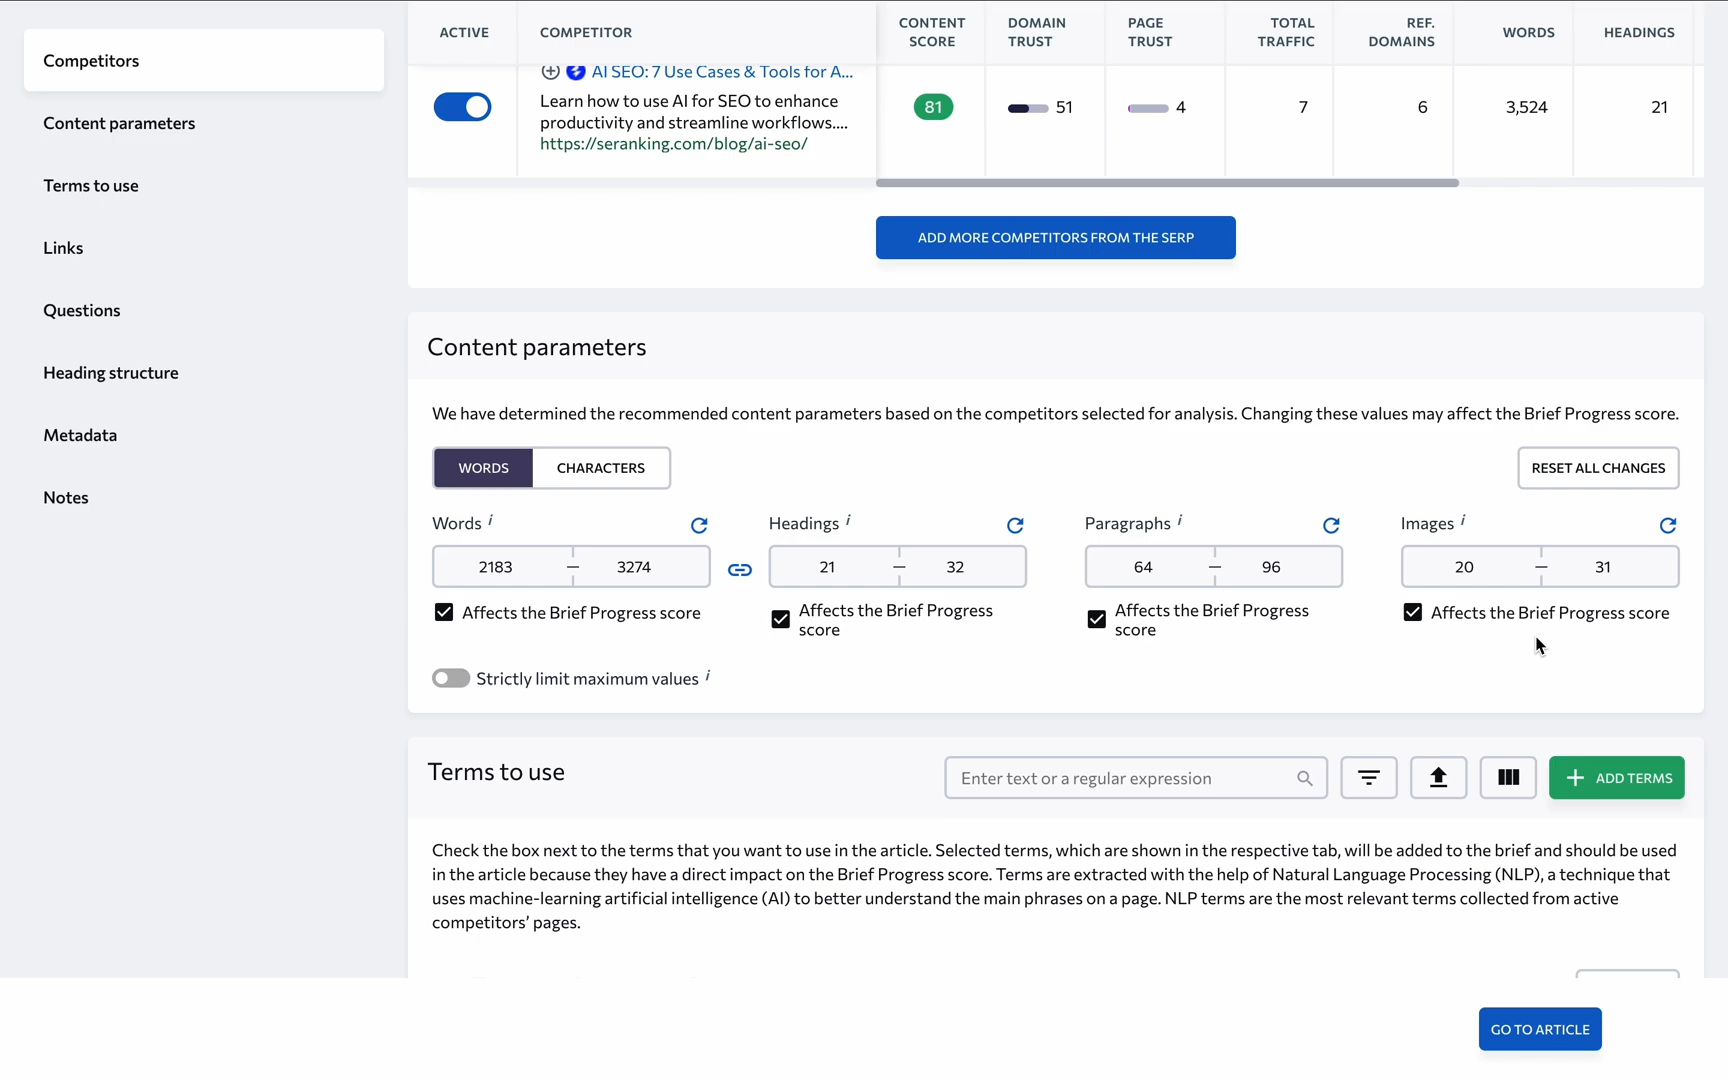 Competitors
Content parameters
Terms to use
Links
Questions
Heading structure
Metadata
Notes
ACTIVE
COMPETITOR
CONTENT
SCORE
DOMAIN
TRUST
PAGE
TRUST
TOTAL
TRAFFIC
REF.
DOMAINS
WORDS
HEADINGS
AI SEO: 7 Use Cases & Tools for A...
Learn how to use AI for SEO to enhance
productivity and streamline workflows....
https://seranking.com/blog/ai-seo/
81
51
4
7
6
3,524
21
ADD MORE COMPETITORS FROM THE SERP
Content parameters
We have determined the recommended content parameters based on the competitors selected for analysis. Changing these values may affect the Brief Progress score.
WORDS
CHARACTERS
RESET ALL CHANGES
Words i
2183 — 3274
Affects the Brief Progress score
Headings i
21 — 32
Affects the Brief Progress
score
Paragraphs i
64 — 96
Affects the Brief Progress
score
Images i
20 — 31
Affects the Brief Progress score
Strictly limit maximum values i
Terms to use
Enter text or a regular expression
ADD TERMS
Check the box next to the terms that you want to use in the article. Selected terms, which are shown in the respective tab, will be added to the brief and should be used
in the article because they have a direct impact on the Brief Progress score. Terms are extracted with the help of Natural Language Processing (NLP), a technique that
uses machine-learning artificial intelligence (AI) to better understand the main phrases on a page. NLP terms are the most relevant terms collected from active
competitors’ pages.
GO TO ARTICLE